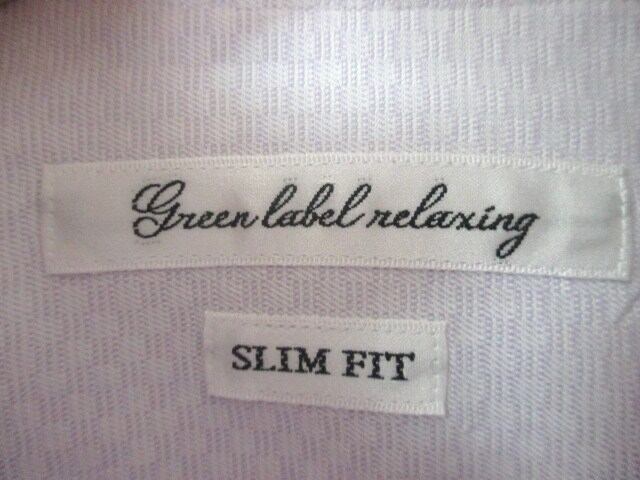 Green label relaxing
SLIM FIT